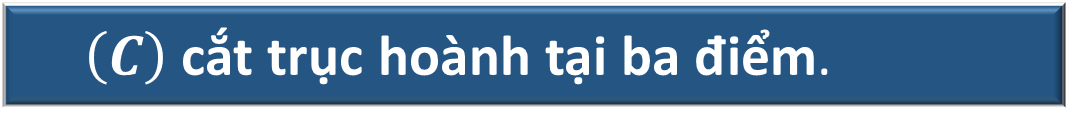 (𝑪) cắt trục hoành tại ba điểm.